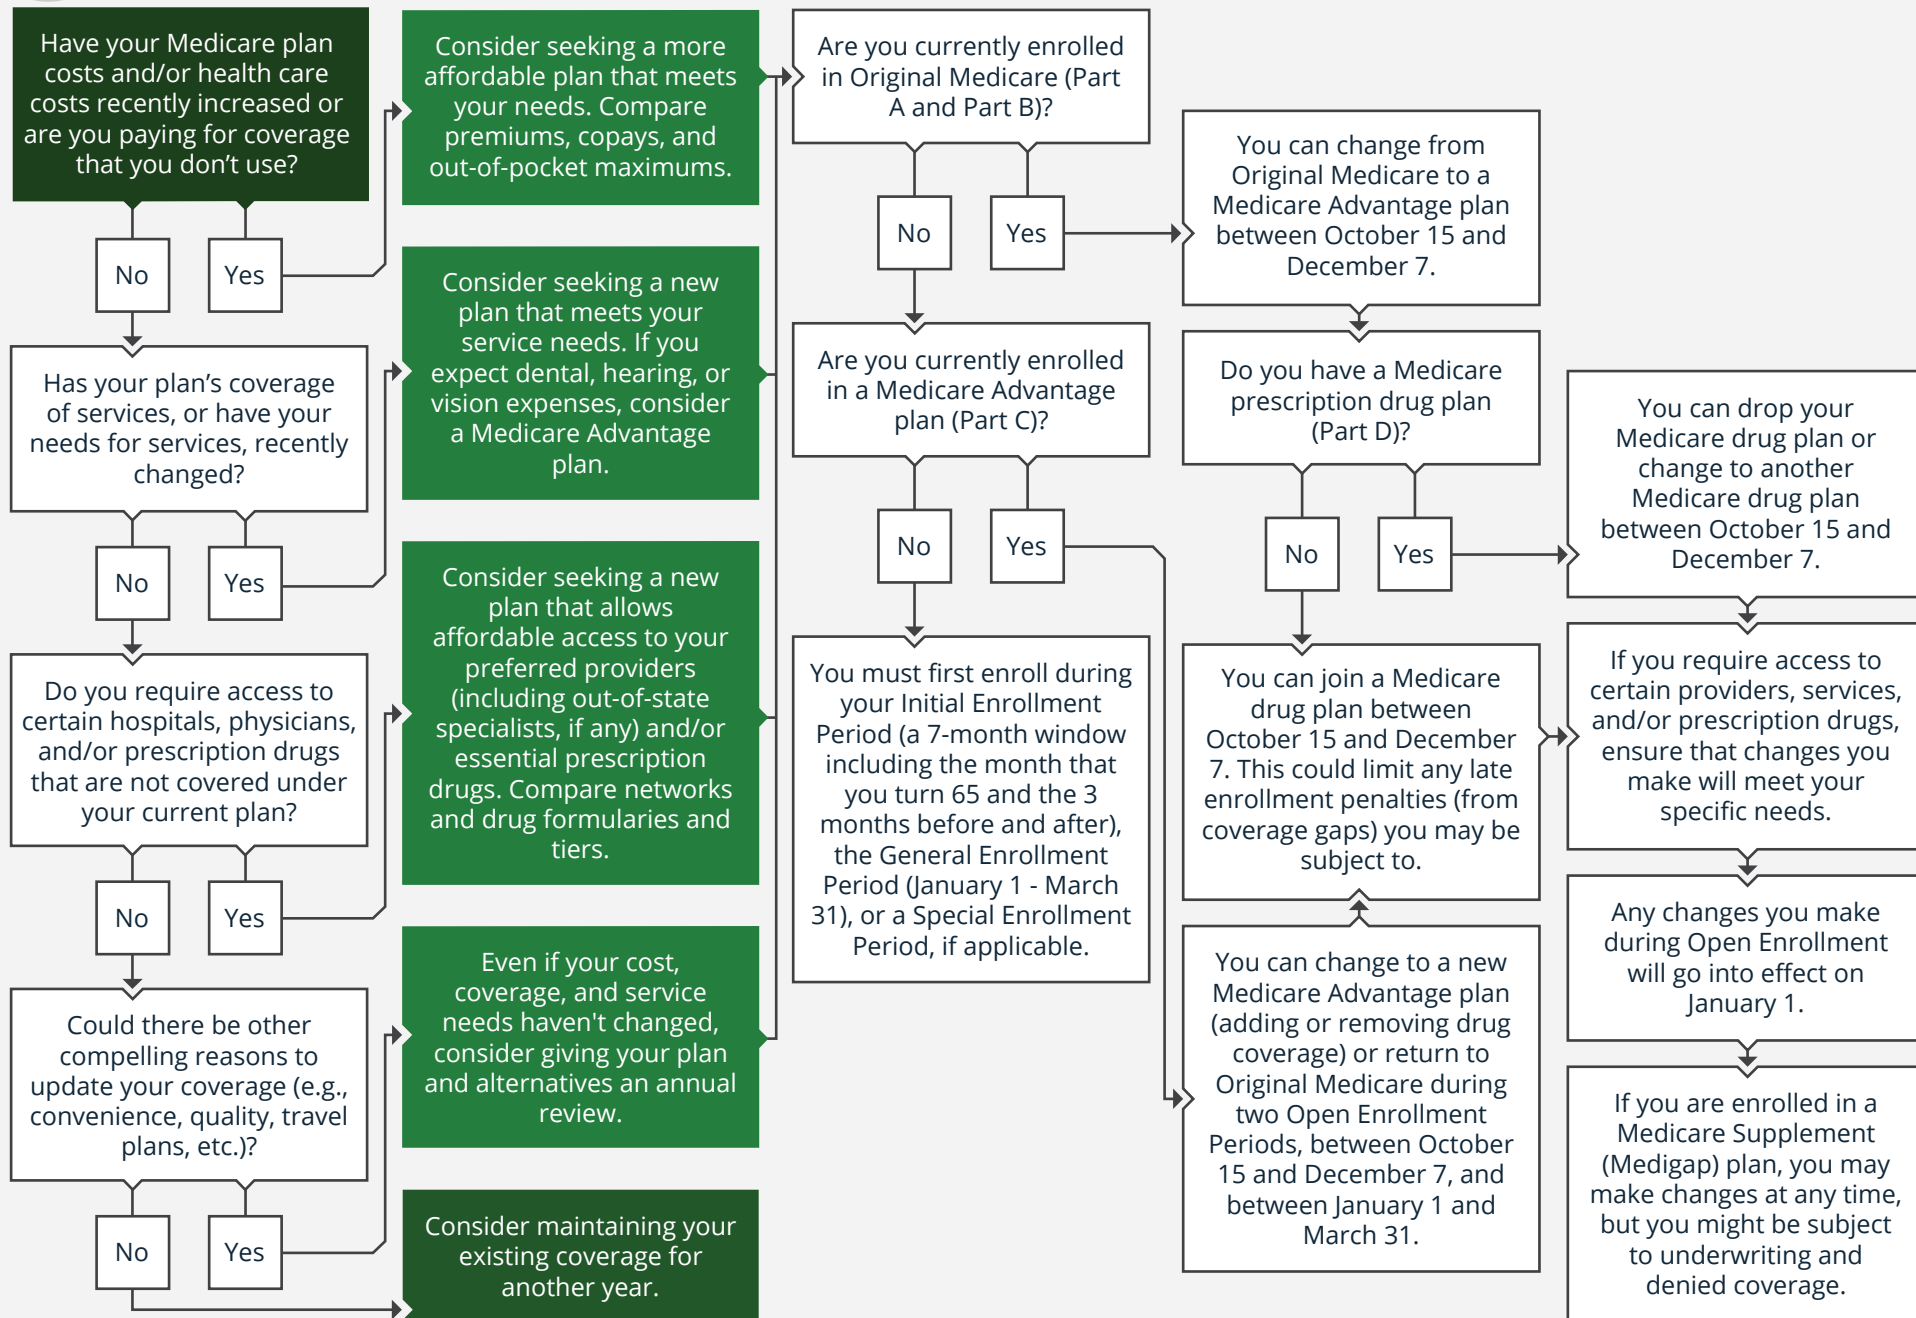 Have your Medicare plan
costs and/or health care
costs recently increased or
are you paying for coverage
that you don’t use?
No
Yes
Has your plan’s coverage
of services, or have your
needs for services, recently
changed?
No
Yes
Do you require access to
certain hospitals, physicians,
and/or prescription drugs
that are not covered under
your current plan?
No
Yes
Could there be other
compelling reasons to
update your coverage (e.g.,
convenience, quality, travel
plans, etc.)?
No
Yes
Consider seeking a more
affordable plan that meets
your needs. Compare
premiums, copays, and
out-of-pocket maximums.
Consider seeking a new
plan that meets your
service needs. If you
expect dental, hearing, or
vision expenses, consider
a Medicare Advantage
plan.
Consider seeking a new
plan that allows
affordable access to your
preferred providers
(including out-of-state
specialists, if any) and/or
essential prescription
drugs. Compare networks
and drug formularies and
tiers.
Even if your cost,
coverage, and service
needs haven't changed,
consider giving your plan
and alternatives an annual
review.
Consider maintaining your
existing coverage for
another year.
Are you currently enrolled
in Original Medicare (Part
A and Part B)?
No
Yes
Are you currently enrolled
in a Medicare Advantage
plan (Part C)?
No
Yes
You must first enroll during
your Initial Enrollment
Period (a 7-month window
including the month that
you turn 65 and the 3
months before and after),
the General Enrollment
Period (January 1 - March
31), or a Special Enrollment
Period, if applicable.
You can change from
Original Medicare to a
Medicare Advantage plan
between October 15 and
December 7.
Do you have a Medicare
prescription drug plan
(Part D)?
No
Yes
You can join a Medicare
drug plan between
October 15 and December
7. This could limit any late
enrollment penalties (from
coverage gaps) you may be
subject to.
You can change to a new
Medicare Advantage plan
(adding or removing drug
coverage) or return to
Original Medicare during
two Open Enrollment
Periods, between October
15 and December 7, and
between January 1 and
March 31.
You can drop your
Medicare drug plan or
change to another
Medicare drug plan
between October 15 and
December 7.
If you require access to
certain providers, services,
and/or prescription drugs,
ensure that changes you
make will meet your
specific needs.
Any changes you make
during Open Enrollment
will go into effect on
January 1.
If you are enrolled in a
Medicare Supplement
(Medigap) plan, you may
make changes at any time,
but you might be subject
to underwriting and
denied coverage.